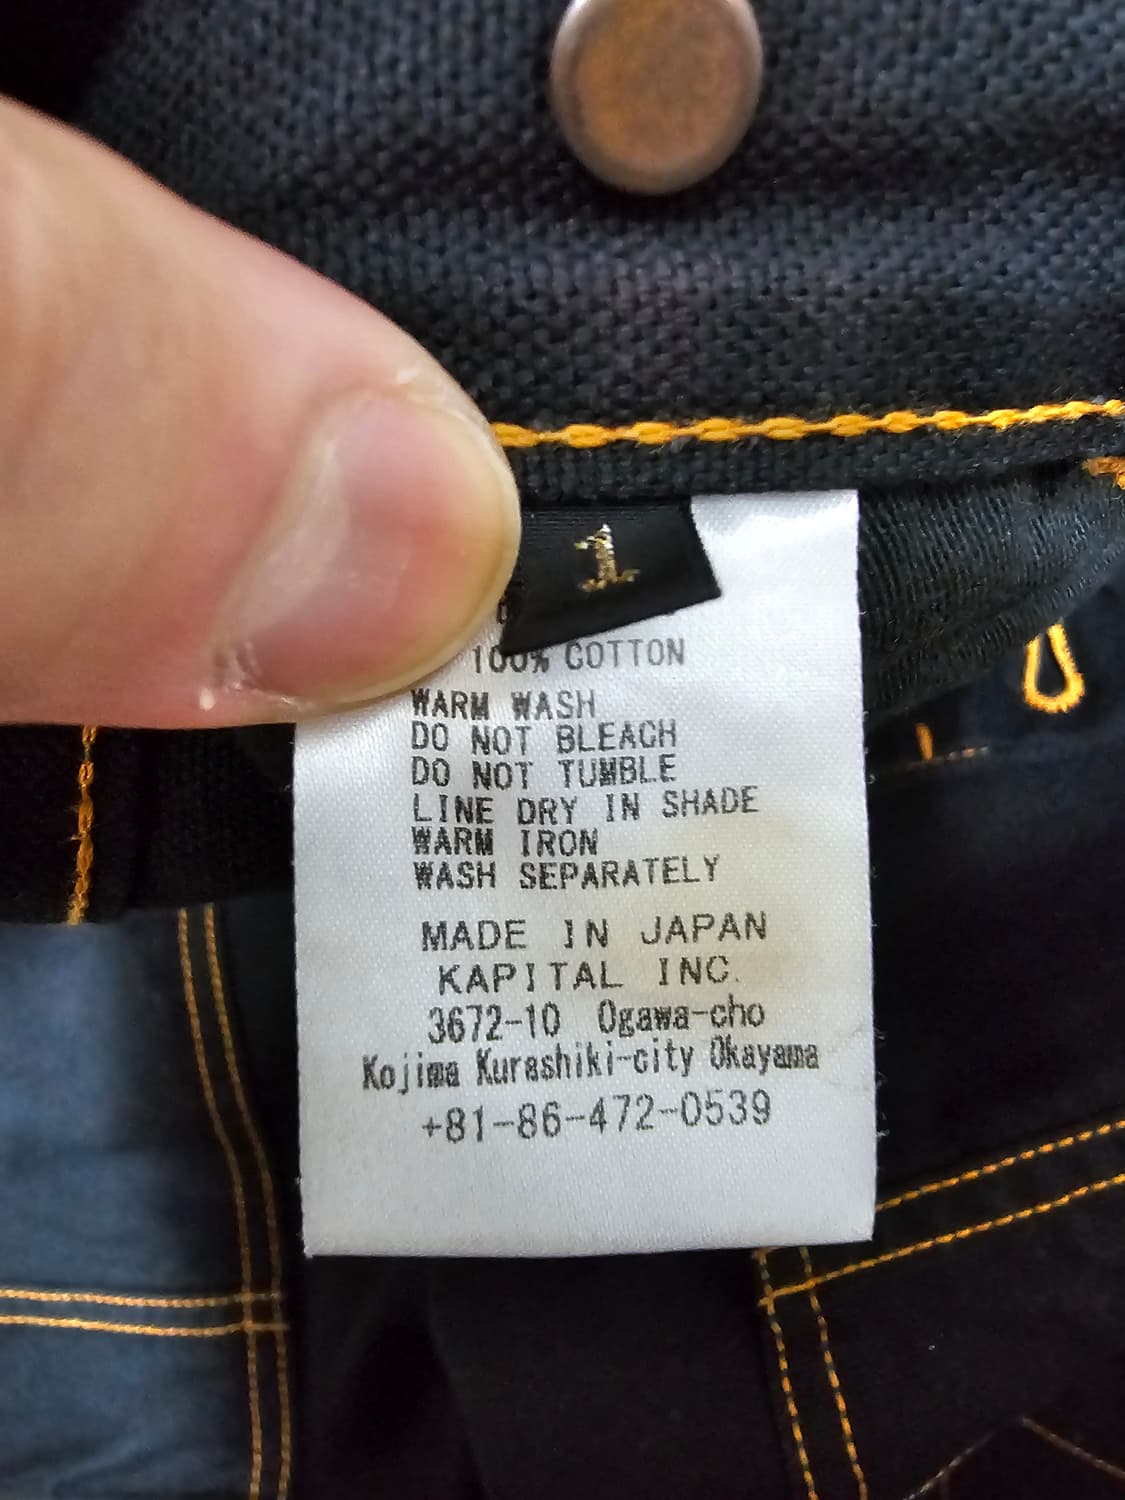 1
100% COTTON
WARM WASH
DO NOT BLEACH
DO NOT TUMBLE
LINE DRY IN SHADE
WARM IRON
WASH SEPARATELY
MADE IN JAPAN
KAPITAL INC.
3672-10 Ogawa-cho
Kojima Kurashiki-city Okayama
+81-86-472-0539